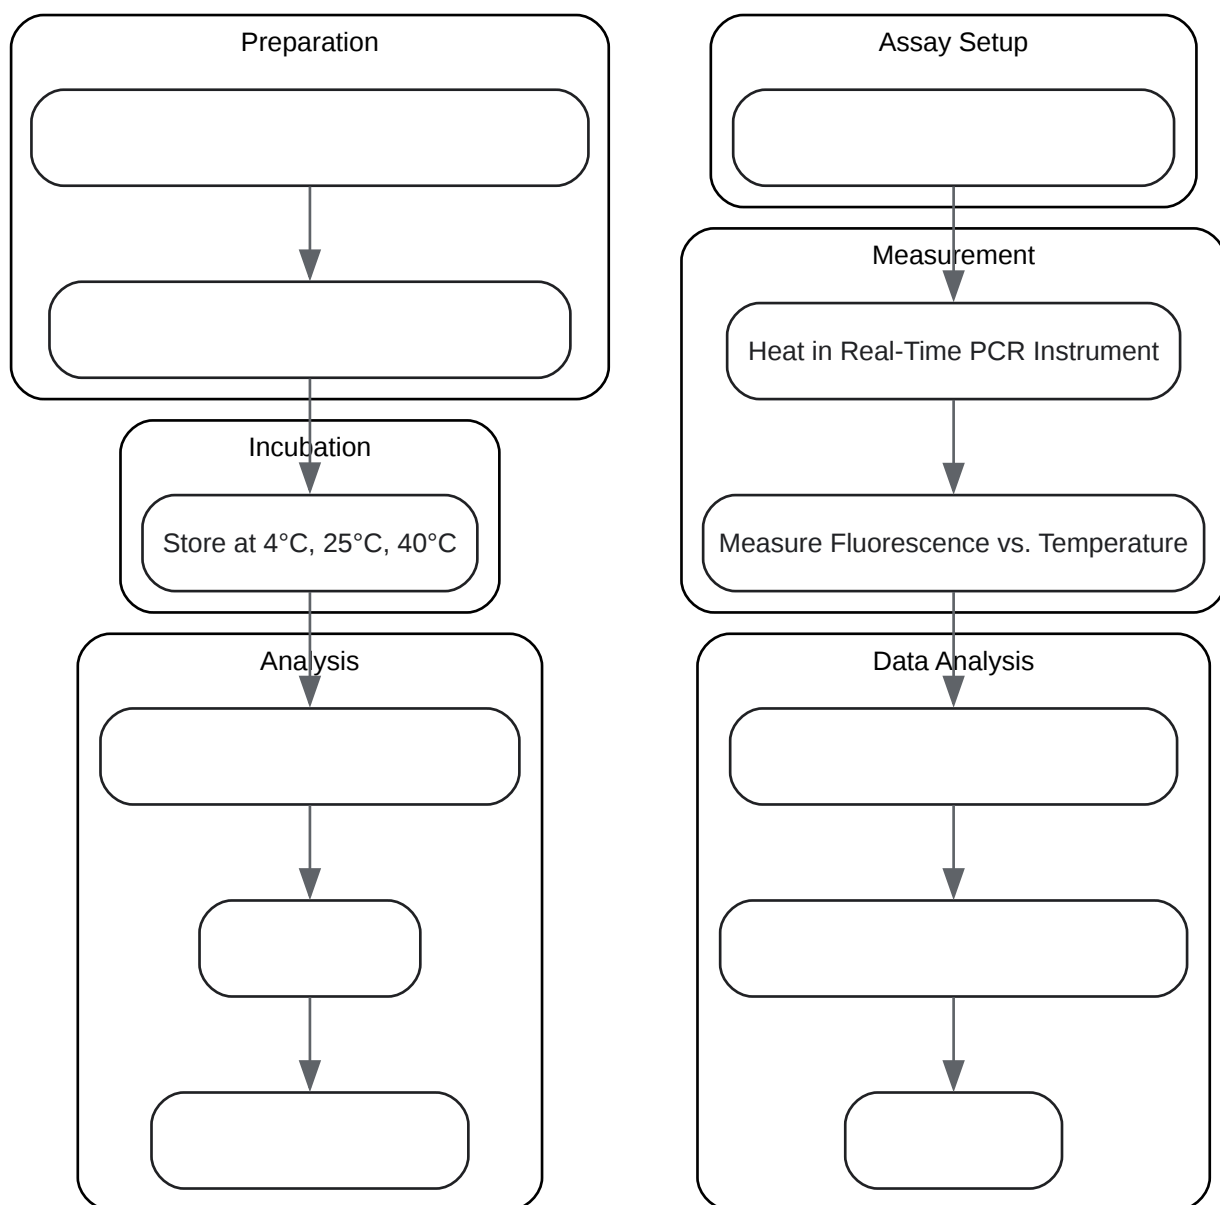 Preparation
Incubation
Store at 4°C, 25°C, 40°C
Analysis
Assay Setup
Measurement
Heat in Real-Time PCR Instrument
Measure Fluorescence vs. Temperature
Data Analysis